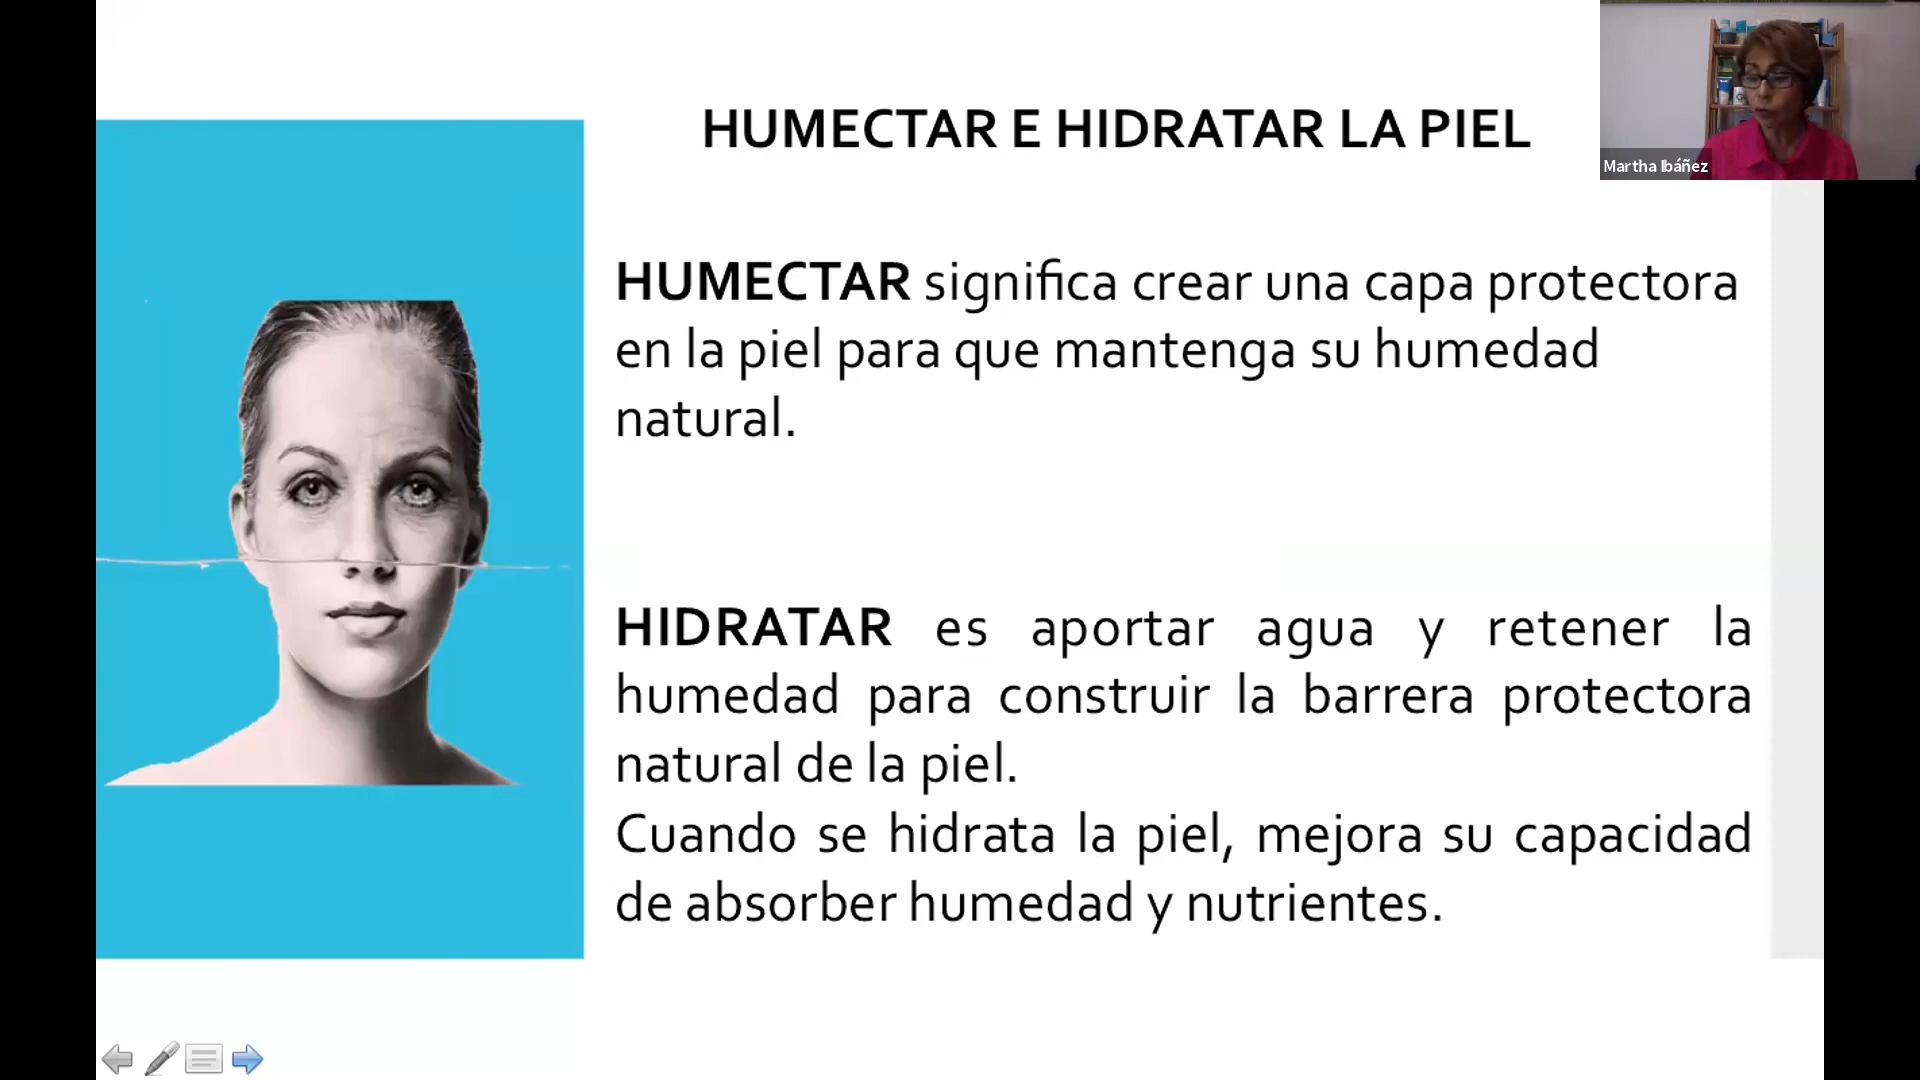 HUMECTAR E HIDRATAR LA PIEL
Martha Ibáñez
HUMECTAR significa crear una capa protectora
en la piel para que mantenga su humedad
natural.
HIDRATAR es aportar agua y retener la
humedad para construir la barrera protectora
natural de la piel.
Cuando se hidrata la piel, mejora su capacidad
de absorber humedad y nutrientes.